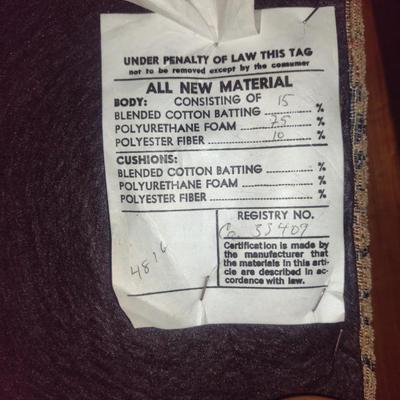 UNDER PENALTY OF LAW THIS TAG
not to be removed except by the consumer
ALL NEW MATERIAL
BODY: CONSISTING OF 15
BLENDED COTTON BATTING ........ %
POLYURETHANE FOAM ..... 75 ..... %
POLYESTER FIBER ........ 10 ........ %
CUSHIONS:
BLENDED COTTON BATTING ........ %
POLYURETHANE FOAM ........ %
POLYESTER FIBER ........ %
REGISTRY NO.
38409
4816
Certification is made by
the manufacturer that
the materials in this arti-
cle are described in ac-
cordance with law.